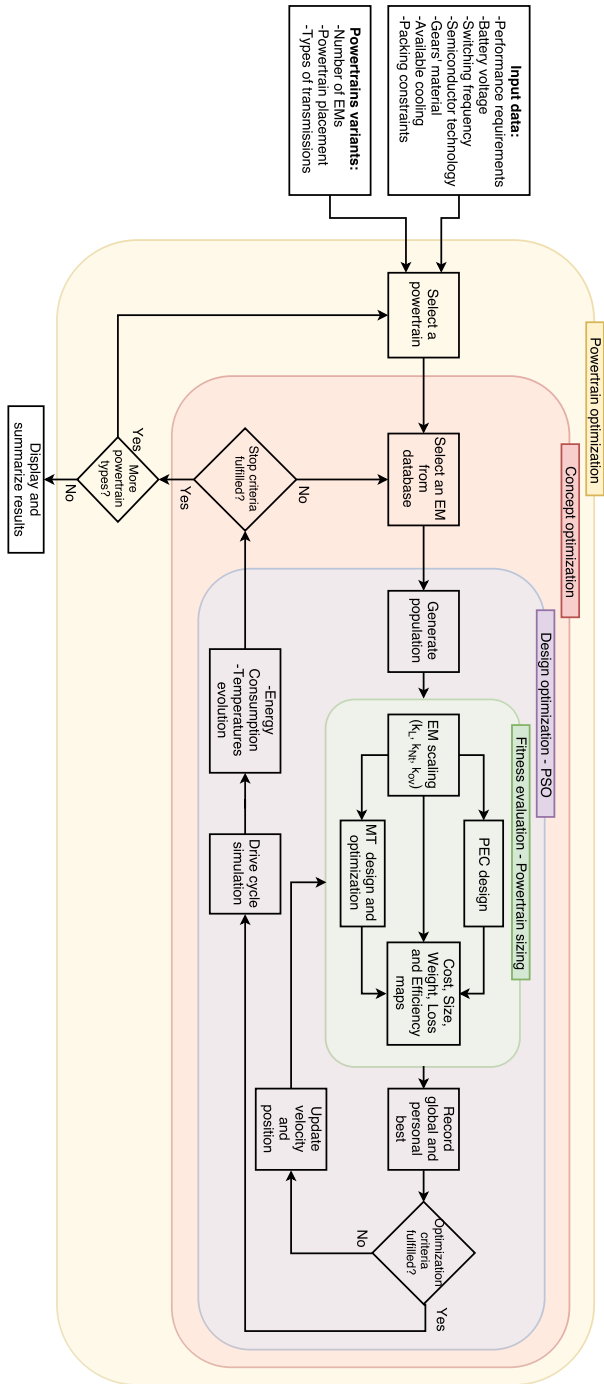 Input data:
-Performance requirements
-Battery voltage
-Switching frequency
-Semiconductor technology
-Gears' material
-Available cooling
-Packing constraints
Powertrains variants:
-Number of EMs
-Powertrain placement
-Types of transmissions
Powertrain optimization
Concept optimization
Design optimization - PSO
Fitness evaluation - Powertrain sizing
Select a
powertrain
Select an EM
from
database
Generate
population
EM scaling
(kL, kNt, kov)
PEC design
MT design and
optimization
Cost, Size,
Weight, Loss
and Efficiency
maps
Record
global and
personal
best
Optimization
criteria
fulfilled?
No
Yes
Update
velocity
and
position
Drive cycle
simulation
-Energy
Consumption
-Temperatures
evolution
Stop criteria
fulfilled?
No
Yes
More
powertrain
types?
Yes
No
Display and
summarize results